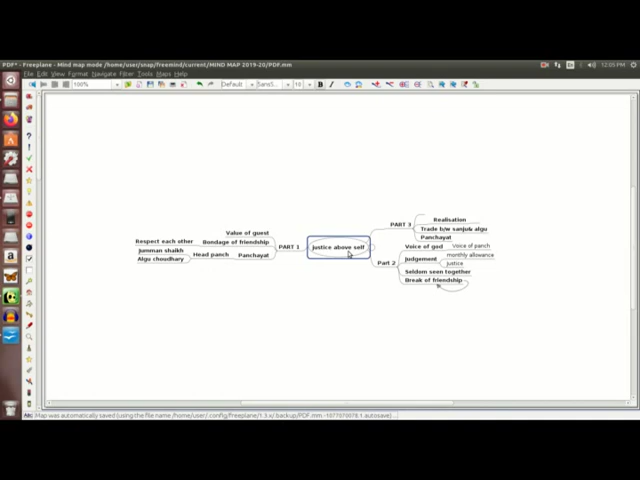 PDF* - Freeplane - Mind map mode /home/user/snap/freemind/current/MIND MAP 2019-20/PDF.mm
12:05 PM
File Edit View Format Navigate Filter Tools Maps Help
100%
Default
SansS...
10
B
I
PART 3
Realisation
Trade b/w sanju& algu
Panchayat
Value of guest
Respect each other
Bondage of friendship
PART 1
Justice above self
Voice of god
Voice of panch
Jumman shaikh
Head panch
Panchayat
Judgement
monthly allowance
justice
Algu choudhary
Part 2
Seldom seen together
Break of friendship
Map was automatically saved (using the file name /home/user/.config/freeplane/1.3.x/.backup/PDF.mm